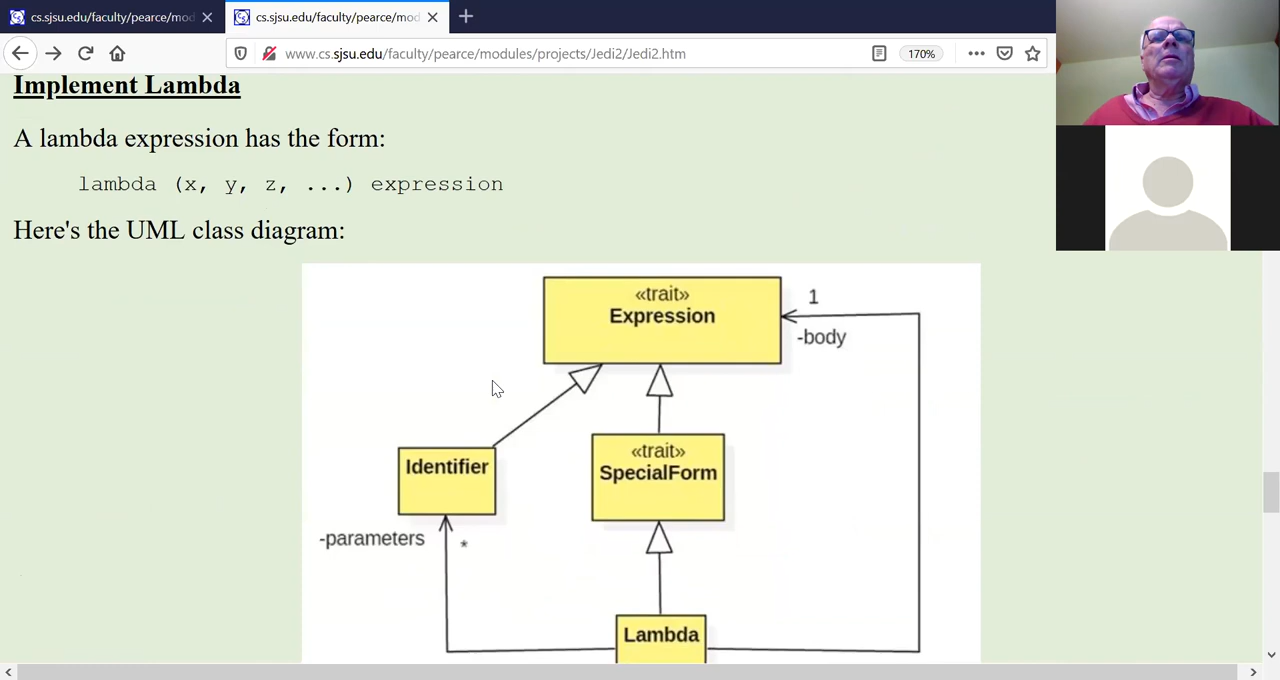 cs.sjsu.edu/faculty/pearce/mod
cs.sjsu.edu/faculty/pearce/mod
www.cs.sjsu.edu/faculty/pearce/modules/projects/Jedi2/Jedi2.htm
170%
Implement Lambda
A lambda expression has the form:
lambda (x, y, z, ...) expression
Here's the UML class diagram:
«trait»
Expression
1
-body
Identifier
«trait»
SpecialForm
-parameters
*
Lambda